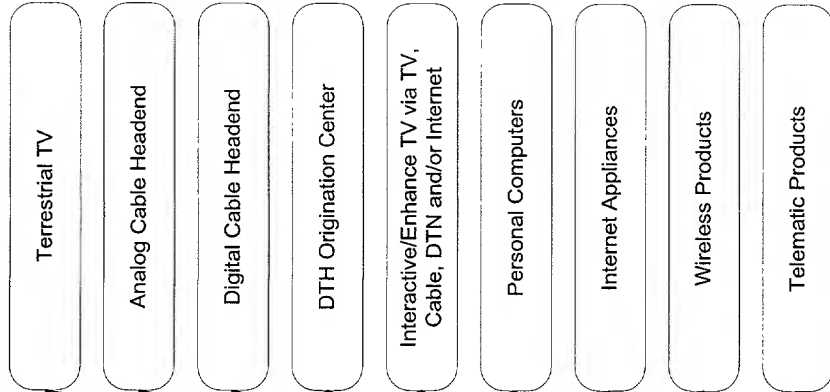 Terrestrial TV
Analog Cable Headend
Digital Cable Headend
DTH Origination Center
Interactive/Enhance TV via TV,
Cable, DTN and/or Internet
Personal Computers
Internet Appliances
Wireless Products
Telematic Products